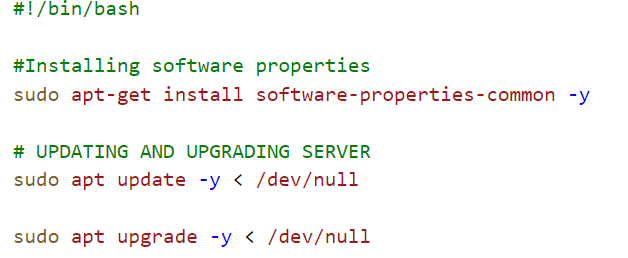 #!/bin/bash
#Installing software properties
sudo apt-get install software-properties-common -y
# UPDATING AND UPGRADING SERVER
sudo apt update -y < /dev/null
sudo apt upgrade -y < /dev/null